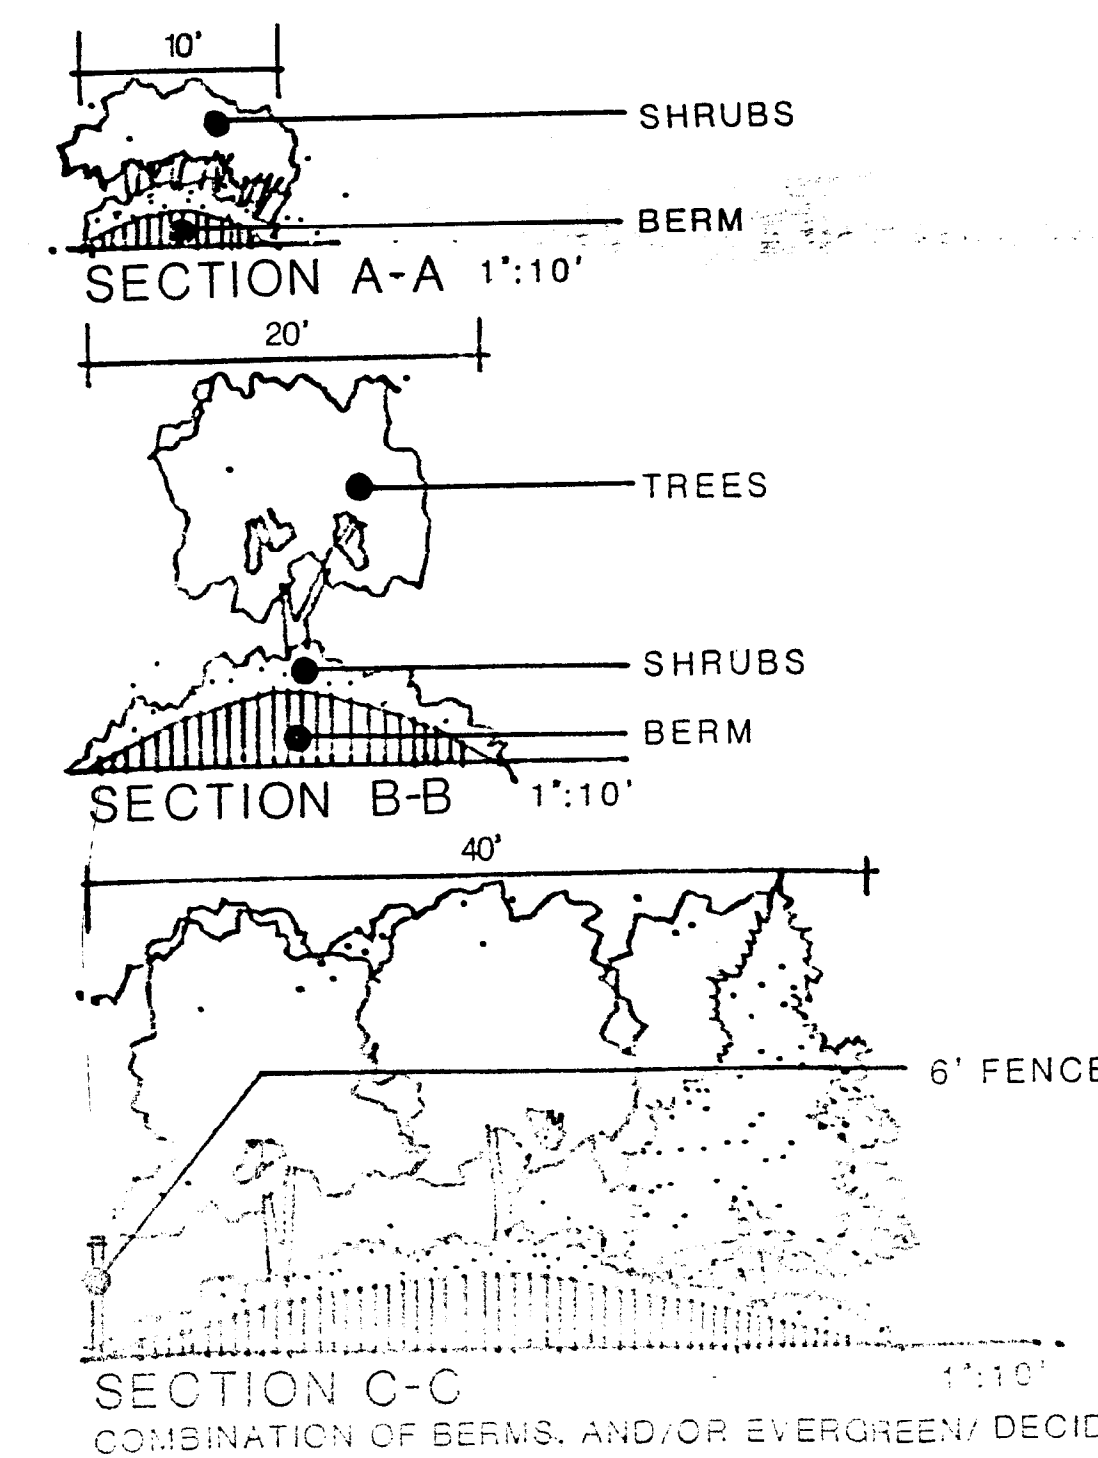 10'
SHRUBS
BERM
SECTION A-A 1":10'
20'
TREES
SHRUBS
BERM
SECTION B-B 1":10'
40'
6' FENCE
SECTION C-C 1":10'
COMBINATION OF BERMS, AND/OR EVERGREEN/ DECID